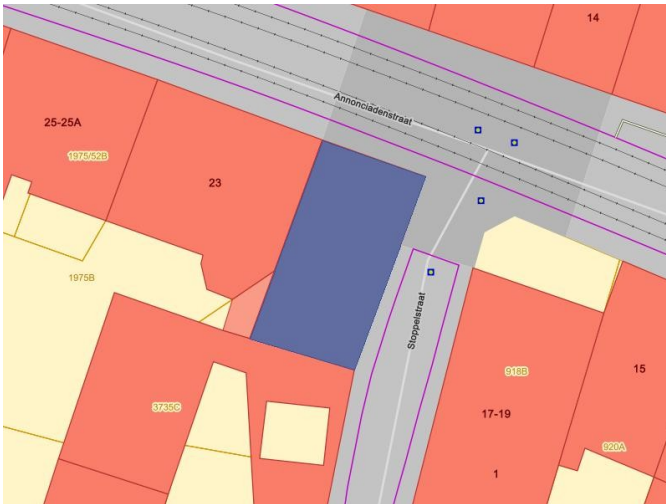 14
Annonciadenstraat
25-25A
1975/52B
23
1975B
Stoppelstraat
918B
15
3735C
17-19
920A
1